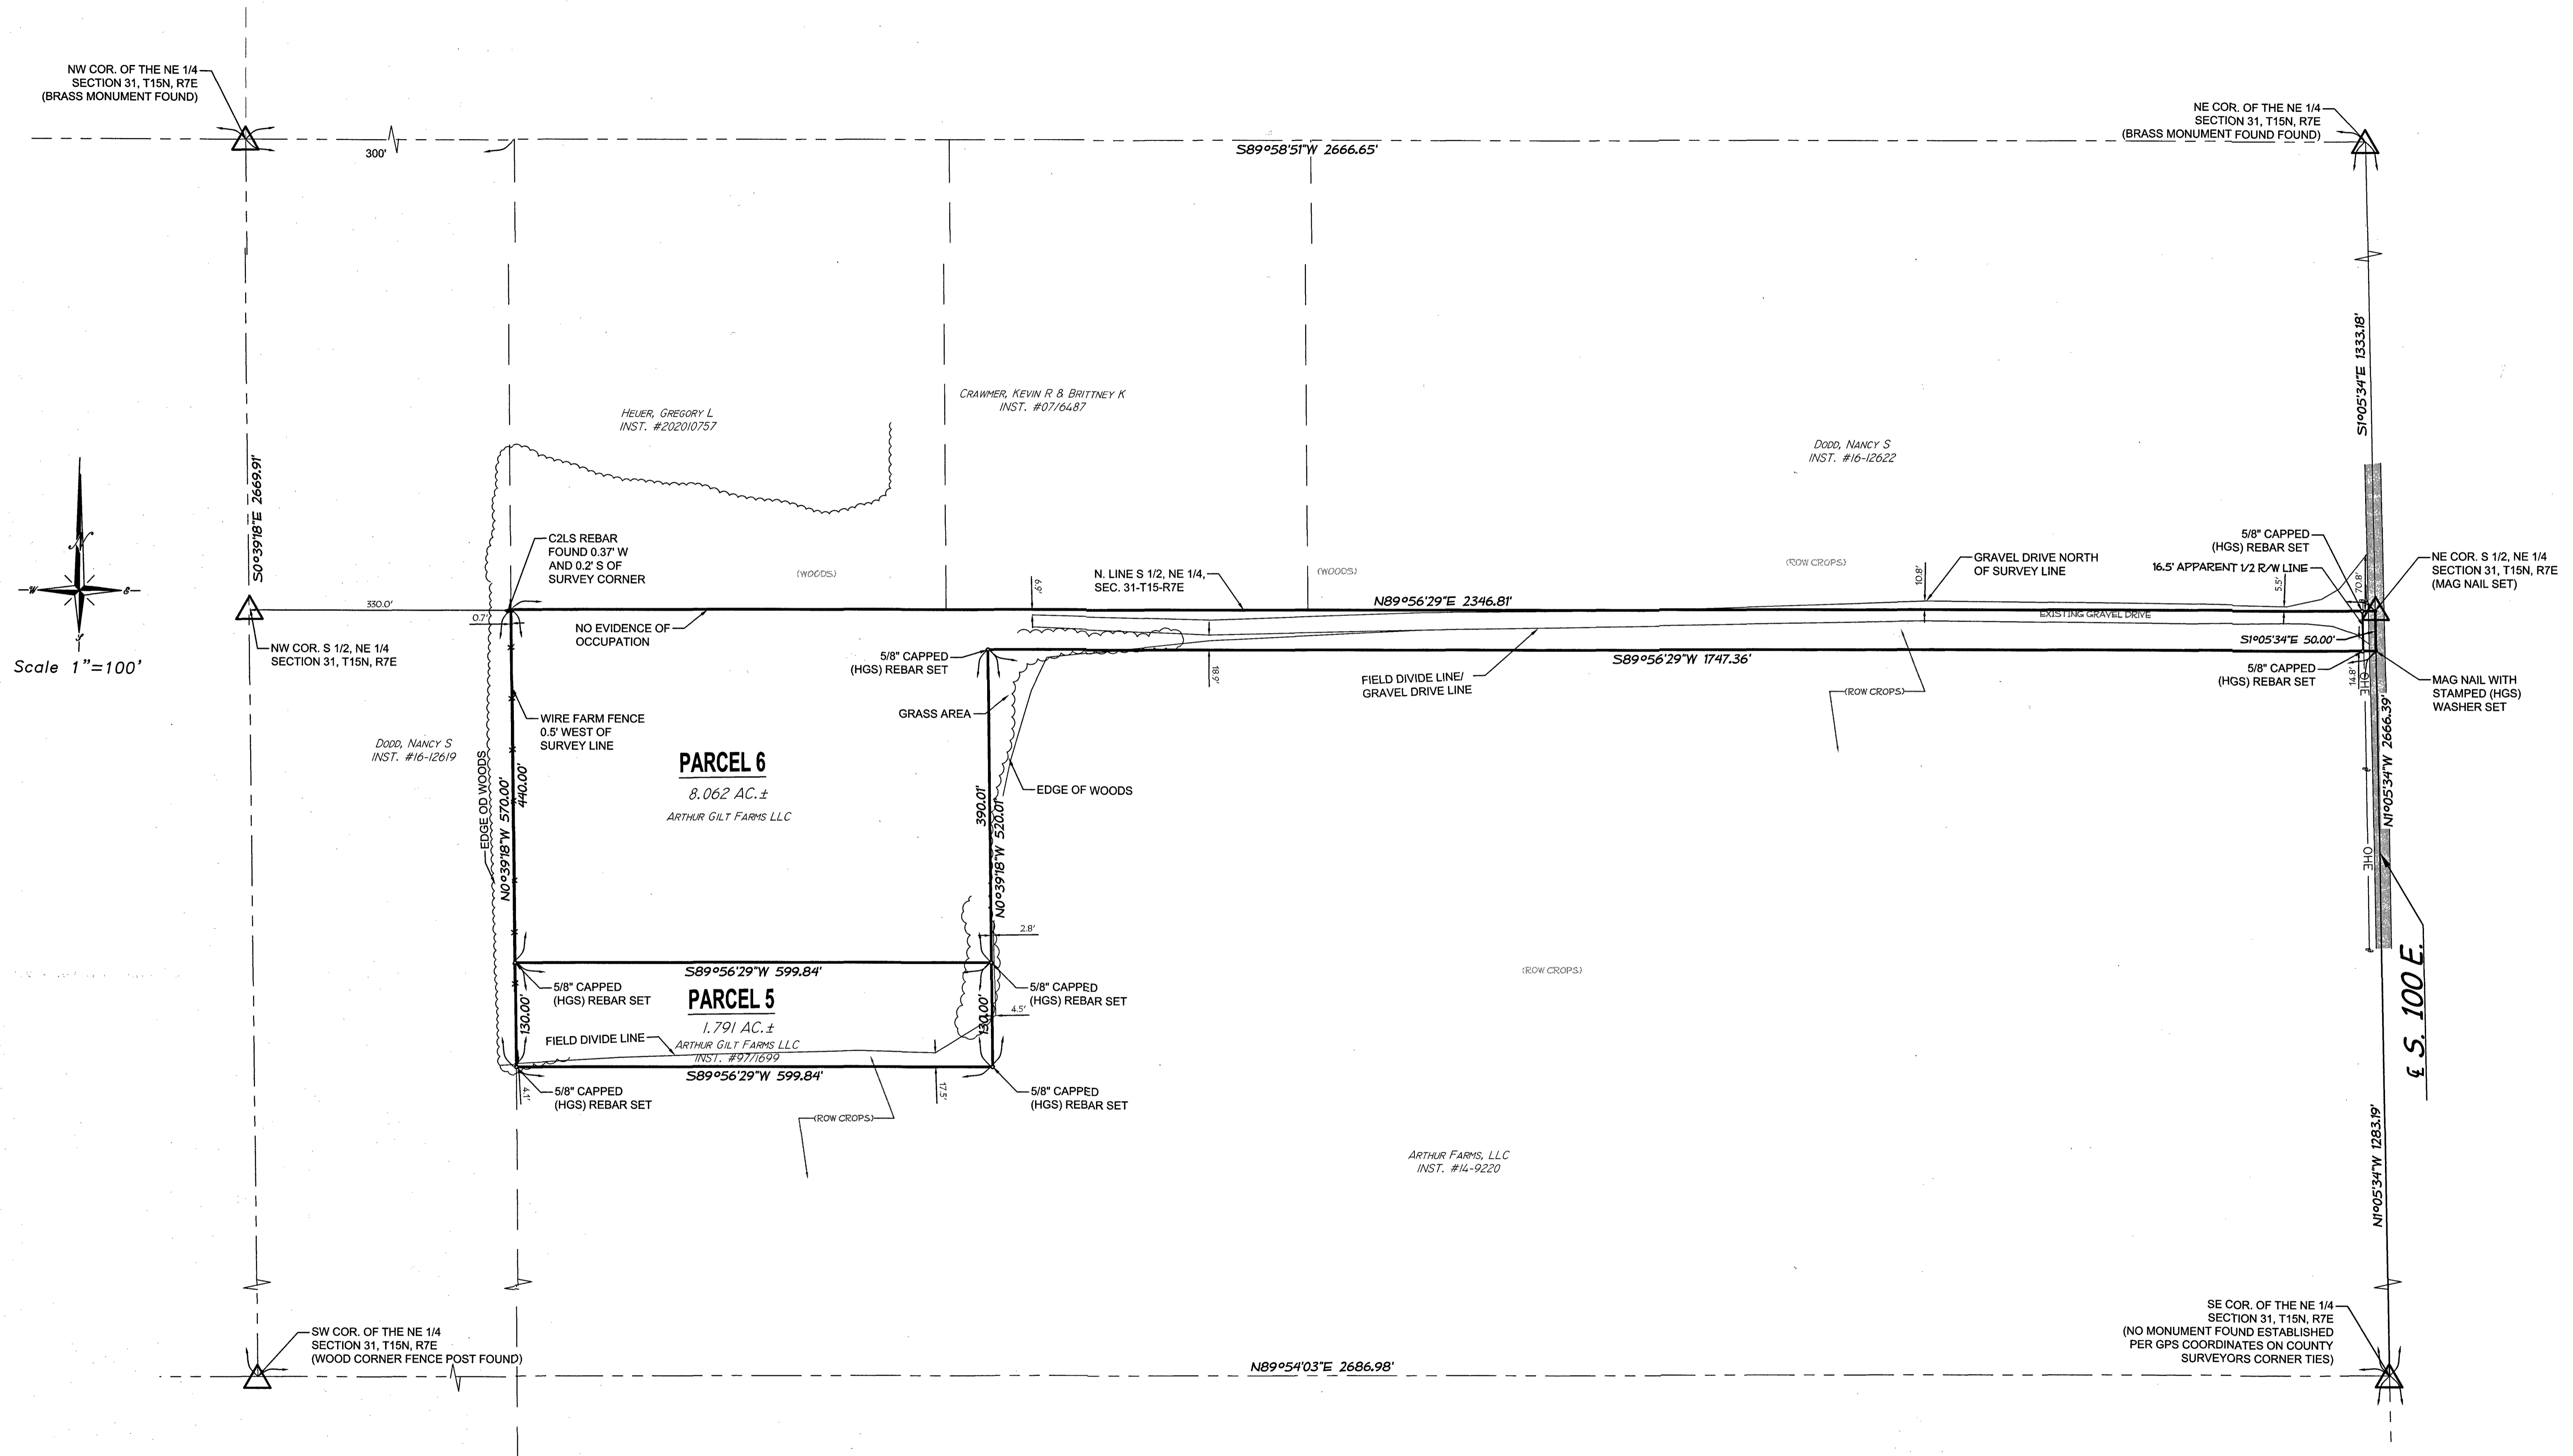 NW COR. OF THE NE 1/4
SECTION 31, T15N, R7E
(BRASS MONUMENT FOUND)
300'
S89°58'51"W 2666.65'
NE COR. OF THE NE 1/4
SECTION 31, T15N, R7E
(BRASS MONUMENT FOUND FOUND)
S0°39'18"E 2669.91'
S1°05'34"E 1333.18'
HEUER, GREGORY L
INST. #202010757
CRAWMER, KEVIN R & BRITTNEY K
INST. #07/6487
DODD, NANCY S
INST. #16-12622
N
W
E
S
Scale 1"=100'
C2LS REBAR
FOUND 0.37' W
AND 0.2' S OF
SURVEY CORNER
(WOODS)
6.9'
N. LINE S 1/2, NE 1/4,
SEC. 31-T15-R7E
(WOODS)
N89°56'29"E 2346.81'
(ROW CROPS)
10.8'
GRAVEL DRIVE NORTH
OF SURVEY LINE
5/8" CAPPED
(HGS) REBAR SET
16.5' APPARENT 1/2 R/W LINE
5.5'
70.8'
NE COR. S 1/2, NE 1/4
SECTION 31, T15N, R7E
(MAG NAIL SET)
330.0'
0.7'
NO EVIDENCE OF
OCCUPATION
EXISTING GRAVEL DRIVE
S1°05'34"E 50.00'
NW COR. S 1/2, NE 1/4
SECTION 31, T15N, R7E
5/8" CAPPED
(HGS) REBAR SET
18.9'
S89°56'29"W 1747.36'
FIELD DIVIDE LINE/
GRAVEL DRIVE LINE
(ROW CROPS)
5/8" CAPPED
(HGS) REBAR SET
14.8'
OHE
MAG NAIL WITH
STAMPED (HGS)
WASHER SET
GRASS AREA
WIRE FARM FENCE
0.5' WEST OF
SURVEY LINE
DODD, NANCY S
INST. #16-12619
EDGE OD WOODS
N0°39'18"W 570.00'
440.00'
PARCEL 6
8.062 AC.±
ARTHUR GILT FARMS LLC
390.01'
N0°39'18"W 520.01'
EDGE OF WOODS
N1°05'34"W 2666.39'
OHE
2.8'
S89°56'29"W 599.84'
5/8" CAPPED
(HGS) REBAR SET
PARCEL 5
1.791 AC.±
ARTHUR GILT FARMS LLC
INST. #97/1699
130.00'
130.00'
5/8" CAPPED
(HGS) REBAR SET
4.5'
FIELD DIVIDE LINE
S89°56'29"W 599.84'
4.1'
5/8" CAPPED
(HGS) REBAR SET
17.5'
5/8" CAPPED
(HGS) REBAR SET
(ROW CROPS)
(ROW CROPS)
℄ S. 100 E.
ARTHUR FARMS, LLC
INST. #14-9220
N1°05'34"W 1283.19'
SW COR. OF THE NE 1/4
SECTION 31, T15N, R7E
(WOOD CORNER FENCE POST FOUND)
N89°54'03"E 2686.98'
SE COR. OF THE NE 1/4
SECTION 31, T15N, R7E
(NO MONUMENT FOUND ESTABLISHED
PER GPS COORDINATES ON COUNTY
SURVEYORS CORNER TIES)